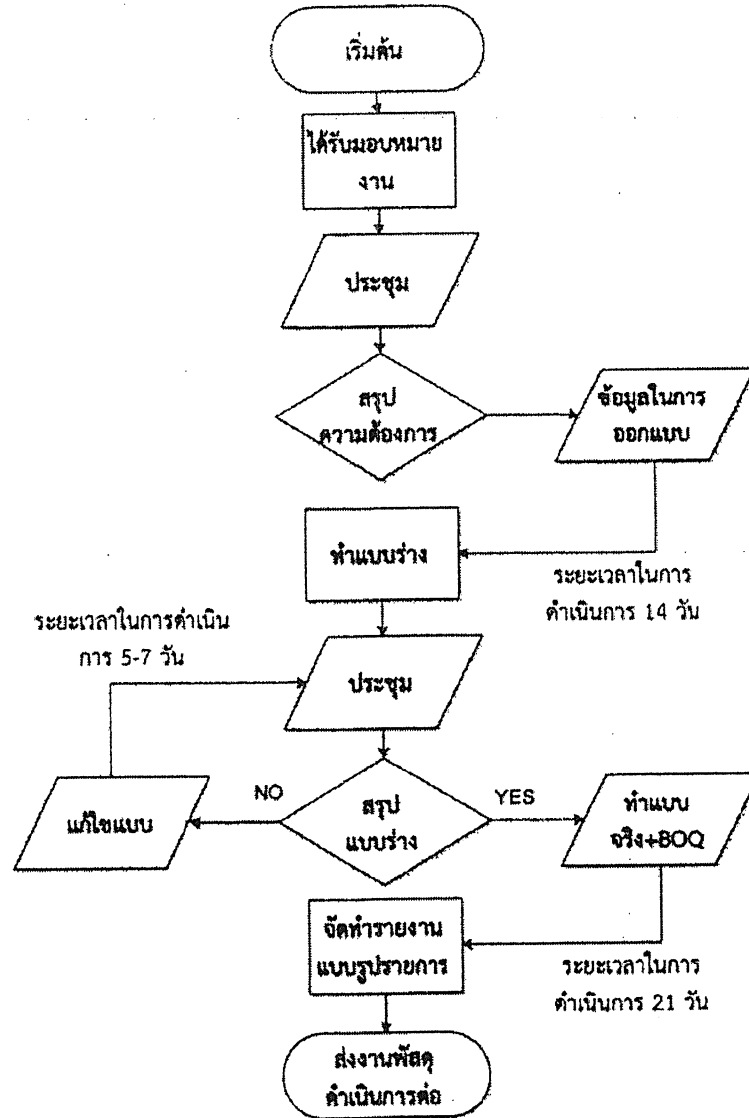 เริ่มต้น
ได้รับมอบหมาย
งาน
ประชุม
สรุป
ความต้องการ
ข้อมูลในการ
ออกแบบ
ทำแบบร่าง
ระยะเวลาในการ
ดำเนินการ 14 วัน
ระยะเวลาในการดำเนิน
การ 5-7 วัน
ประชุม
แก้ไขแบบ
NO
สรุป
แบบร่าง
YES
ทำแบบ
จริง+BOQ
จัดทำรายงาน
แบบรูปรายการ
ระยะเวลาในการ
ดำเนินการ 21 วัน
ส่งงานพัสดุ
ดำเนินการต่อ